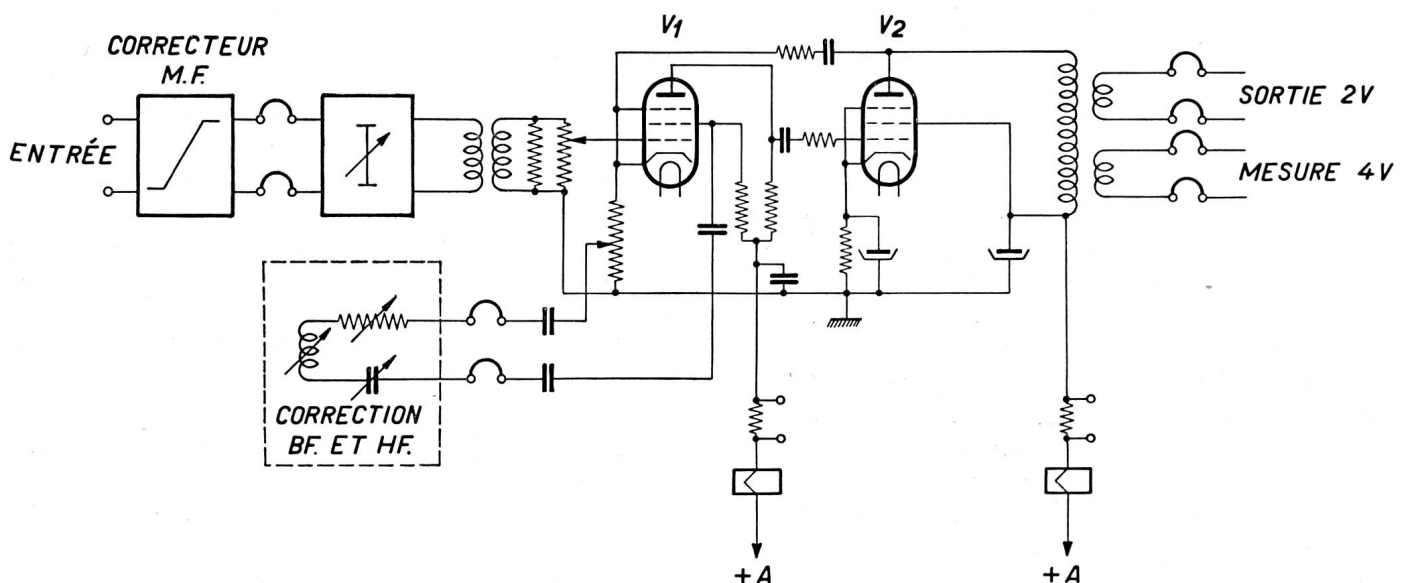 CORRECTEUR
M.F.
ENTRÉE
V1
V2
SORTIE 2V
MESURE 4V
CORRECTION
BF. ET HF.
+A
+A